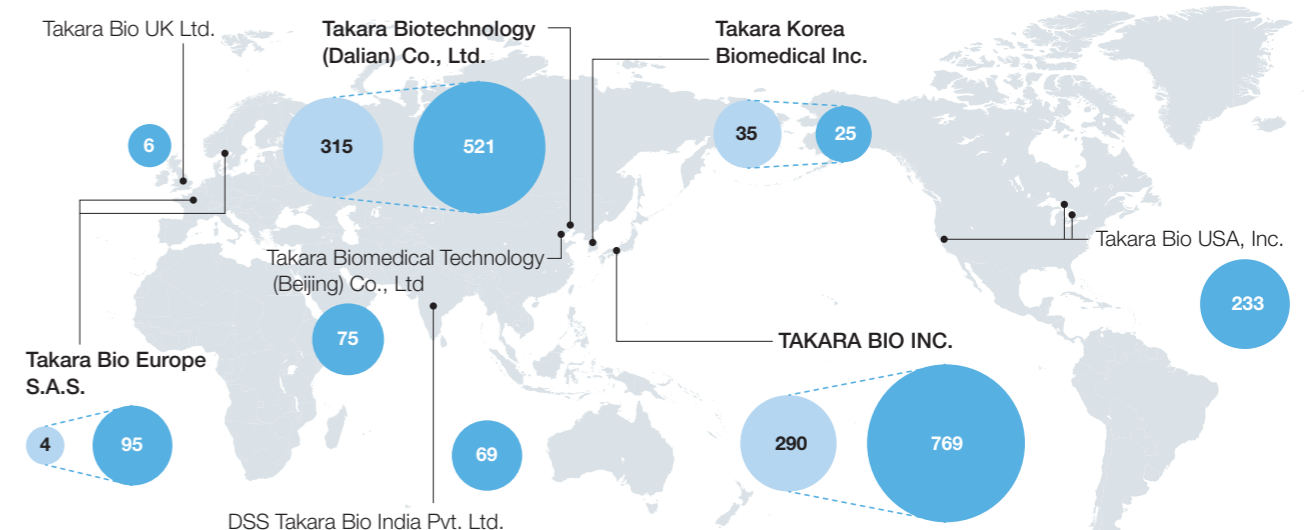 Takara Bio UK Ltd.
6
Takara Biotechnology
(Dalian) Co., Ltd.
315
521
Takara Korea
Biomedical Inc.
35
25
Takara Bio USA, Inc.
233
Takara Biomedical Technology
(Beijing) Co., Ltd
75
Takara Bio Europe
S.A.S.
4
95
69
DSS Takara Bio India Pvt. Ltd.
TAKARA BIO INC.
290
769